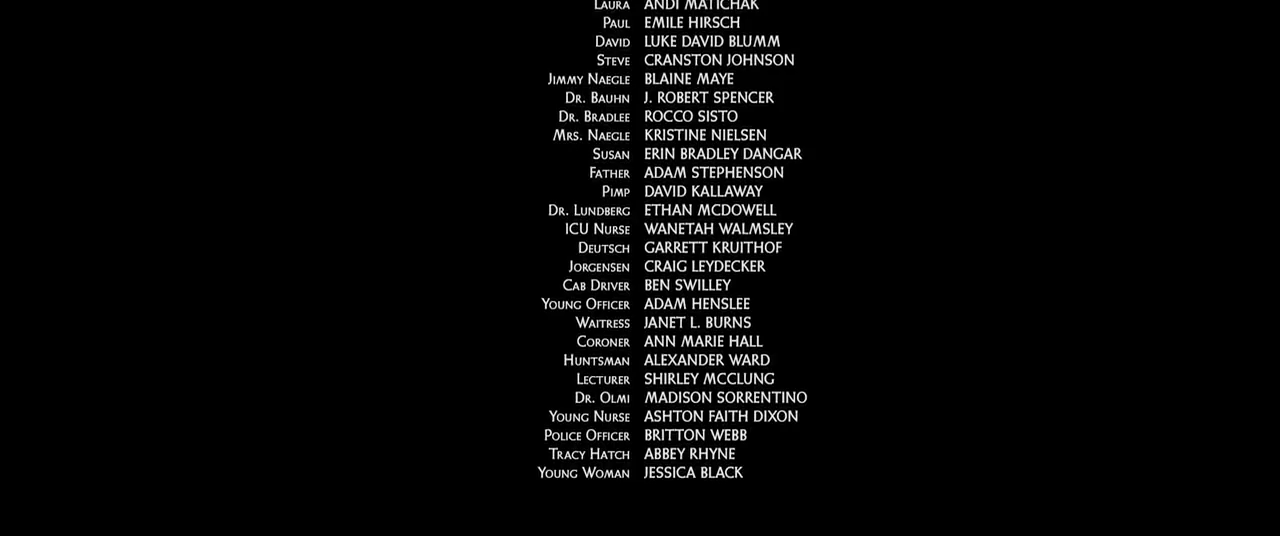 Laura ANDI MATICHAK
Paul EMILE HIRSCH
David LUKE DAVID BLUMM
Steve CRANSTON JOHNSON
Jimmy Naegle BLAINE MAYE
Dr. Bauhn J. ROBERT SPENCER
Dr. Bradlee ROCCO SISTO
Mrs. Naegle KRISTINE NIELSEN
Susan ERIN BRADLEY DANGAR
Father ADAM STEPHENSON
Pimp DAVID KALLAWAY
Dr. Lundberg ETHAN MCDOWELL
ICU Nurse WANETAH WALMSLEY
Deutsch GARRETT KRUITHOF
Jorgensen CRAIG LEYDECKER
Cab Driver BEN SWILLEY
Young Officer ADAM HENSLEE
Waitress JANET L. BURNS
Coroner ANN MARIE HALL
Huntsman ALEXANDER WARD
Lecturer SHIRLEY MCCLUNG
Dr. Olmi MADISON SORRENTINO
Young Nurse ASHTON FAITH DIXON
Police Officer BRITTON WEBB
Tracy Hatch ABBEY RHYNE
Young Woman JESSICA BLACK